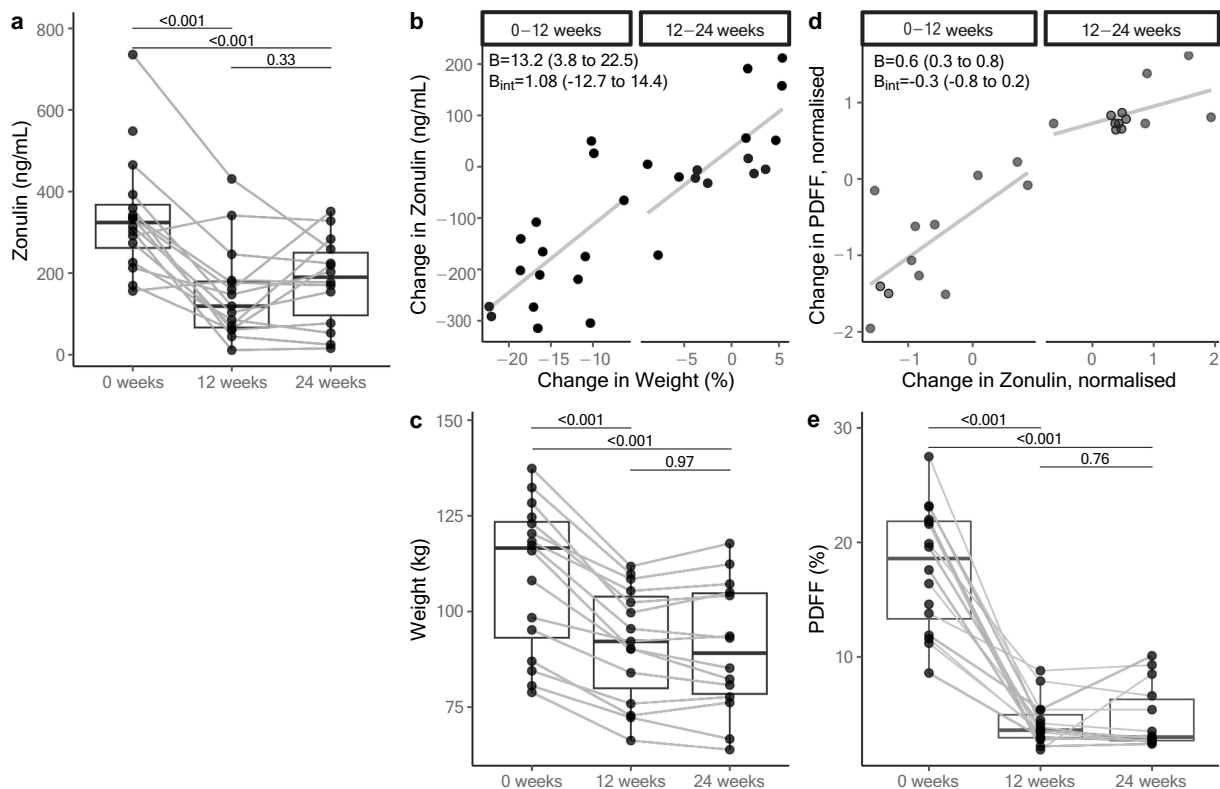 a
<0.001
<0.001
0.33
Zonulin (ng/mL)
800
600
400
200
0
0 weeks
12 weeks
24 weeks
b
0−12 weeks
12−24 weeks
B=13.2 (3.8 to 22.5)
Bint=1.08 (-12.7 to 14.4)
Change in Zonulin (ng/mL)
200
100
0
−100
−200
−300
−20
−15
−10
−5
0
5
Change in Weight (%)
d
0−12 weeks
12−24 weeks
B=0.6 (0.3 to 0.8)
Bint=-0.3 (-0.8 to 0.2)
Change in PDFF, normalised
1
0
−1
−2
−1
0
0
1
2
Change in Zonulin, normalised
c
<0.001
<0.001
0.97
Weight (kg)
150
125
100
75
0 weeks
12 weeks
24 weeks
e
<0.001
<0.001
0.76
PDFF (%)
30
20
10
0 weeks
12 weeks
24 weeks